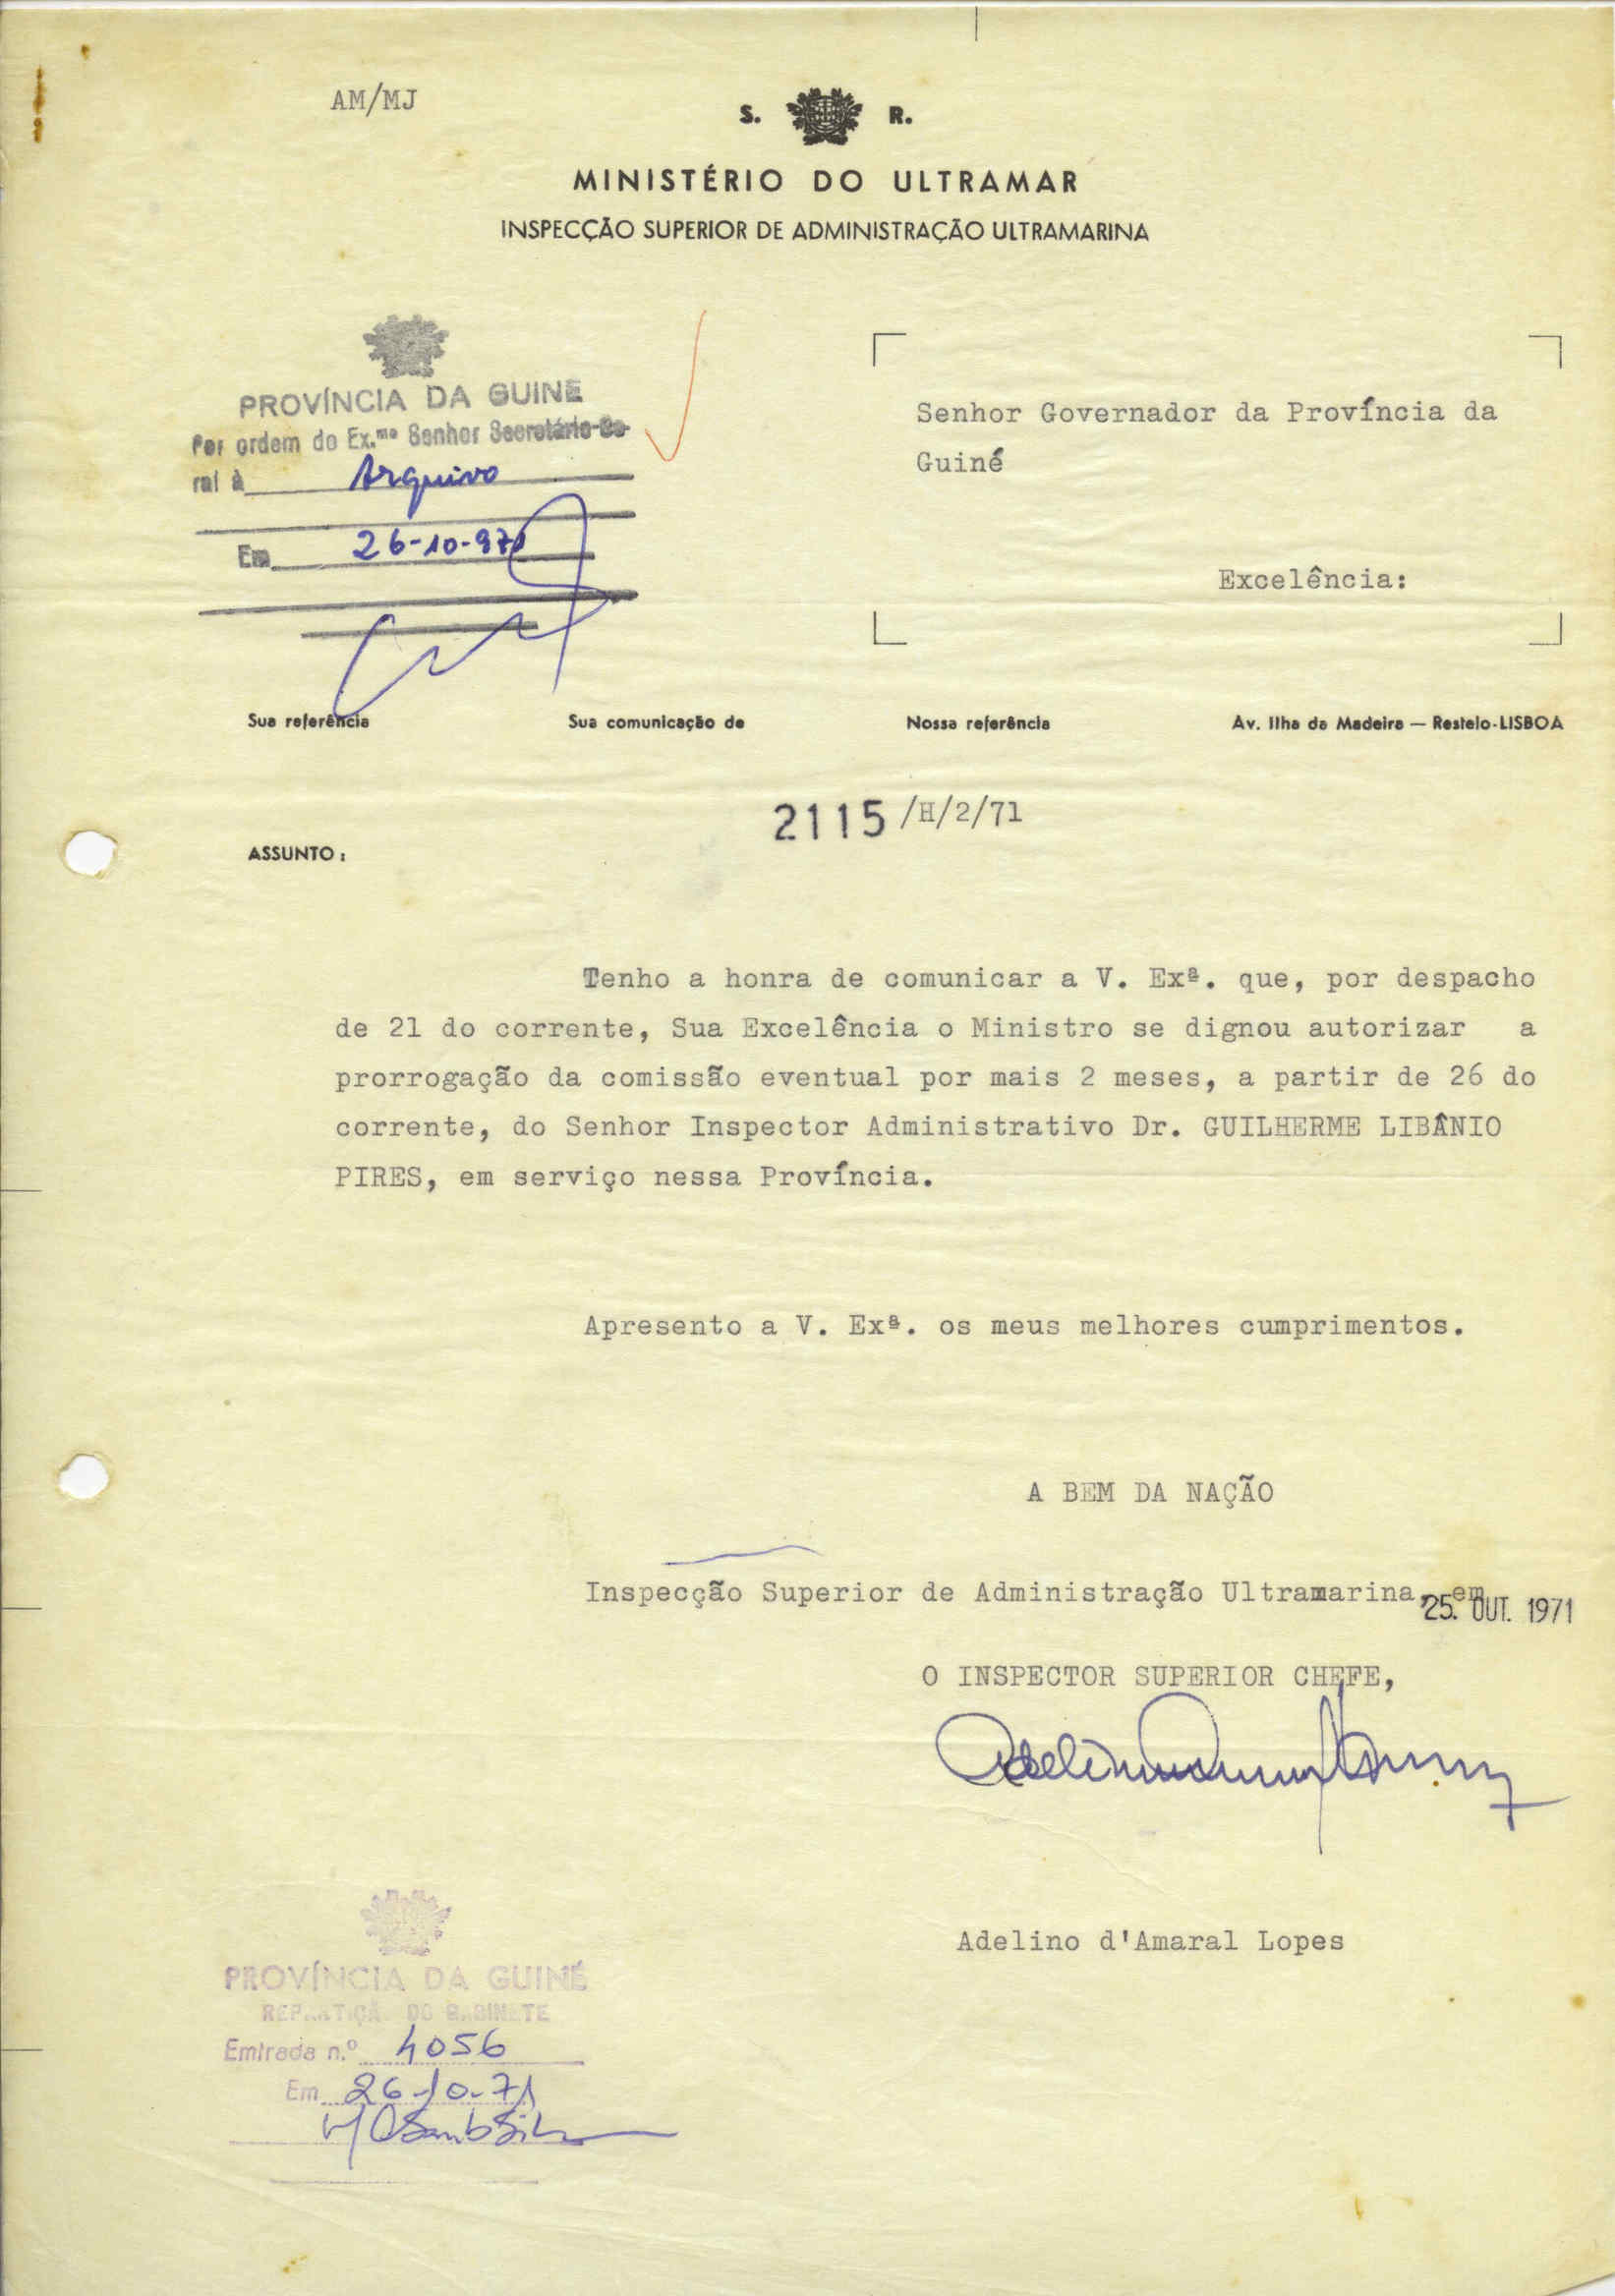 AM/MJ
S. R.
MINISTÉRIO DO ULTRAMAR
INSPECÇÃO SUPERIOR DE ADMINISTRAÇÃO ULTRAMARINA
PROVÍNCIA DA GUINÉ
Por ordem do Ex.mo Senhor Secretário-Ge-
ral à Arquivo
Em 26-10-971
Senhor Governador da Província da
Guiné
Excelência:
Sua referência Sua comunicação de Nossa referência Av. Ilha da Madeira — Restelo-LISBOA
2115/H/2/71
ASSUNTO:
Tenho a honra de comunicar a V. Exª. que, por despacho
de 21 do corrente, Sua Excelência o Ministro se dignou autorizar a
prorrogação da comissão eventual por mais 2 meses, a partir de 26 do
corrente, do Senhor Inspector Administrativo Dr. GUILHERME LIBÂNIO
PIRES, em serviço nessa Província.
Apresento a V. Exª. os meus melhores cumprimentos.
A BEM DA NAÇÃO
Inspecção Superior de Administração Ultramarina, em 25. OUT. 1971
O INSPECTOR SUPERIOR CHEFE,
Adelino d'Amaral Lopes
PROVÍNCIA DA GUINÉ
REPARTIÇÃO DO GABINETE
Entrada n.º 4056
Em 26-10-71